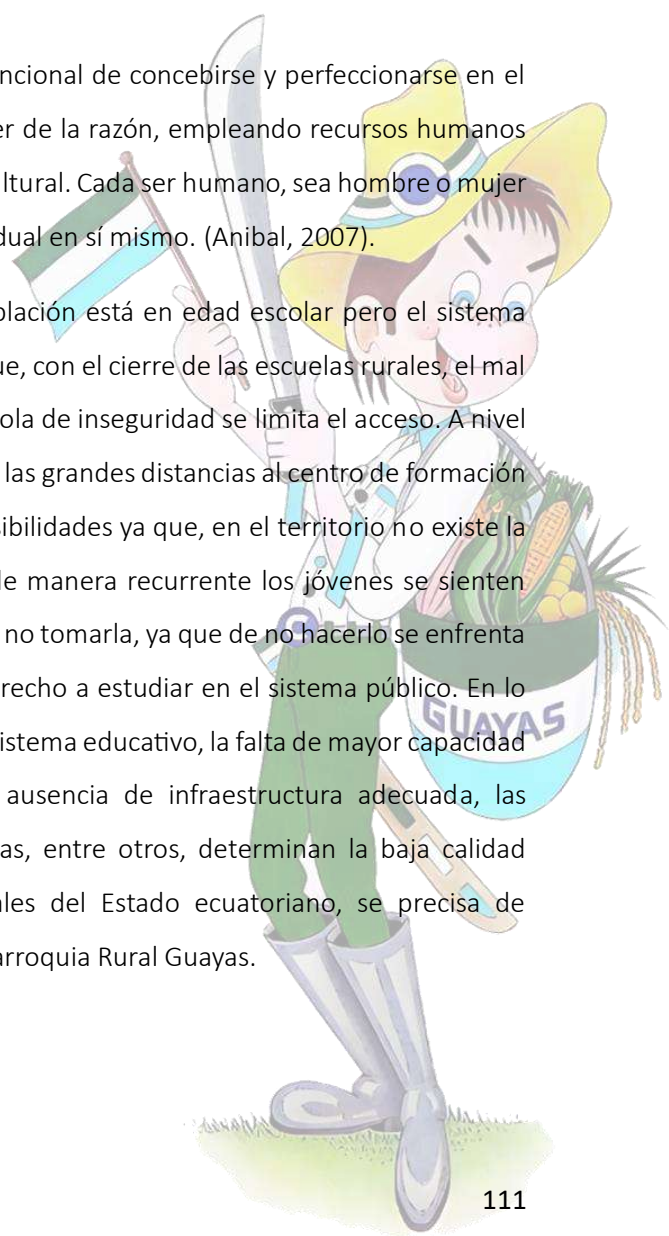 ncional de concebirse y perfeccionarse en el
er de la razón, empleando recursos humanos
ltural. Cada ser humano, sea hombre o mujer
dual en sí mismo. (Anibal, 2007).
blación está en edad escolar pero el sistema
ue, con el cierre de las escuelas rurales, el mal
ola de inseguridad se limita el acceso. A nivel
las grandes distancias al centro de formación
sibilidades ya que, en el territorio no existe la
de manera recurrente los jóvenes se sienten
no tomarla, ya que de no hacerlo se enfrenta
erecho a estudiar en el sistema público. En lo
GUAYAS
sistema educativo, la falta de mayor capacidad
ausencia de infraestructura adecuada, las
as, entre otros, determinan la baja calidad
ales del Estado ecuatoriano, se precisa de
arroquia Rural Guayas.
111